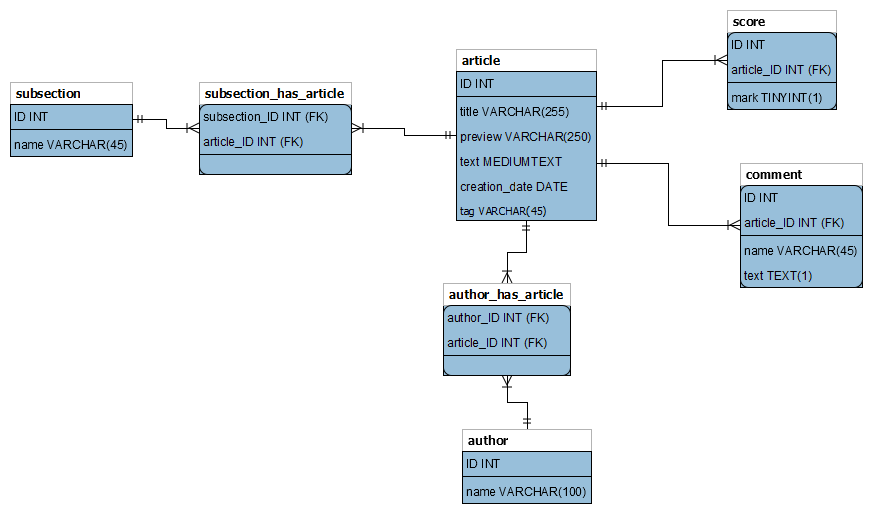 score
ID INT
article_ID INT (FK)
mark TINYINT(1)
article
ID INT
title VARCHAR(255)
preview VARCHAR(250)
text MEDIUMTEXT
creation_date DATE
tag VARCHAR(45)
subsection
ID INT
name VARCHAR(45)
subsection_has_article
subsection_ID INT (FK)
article_ID INT (FK)
comment
ID INT
article_ID INT (FK)
name VARCHAR(45)
text TEXT(1)
author_has_article
author_ID INT (FK)
article_ID INT (FK)
author
ID INT
name VARCHAR(100)